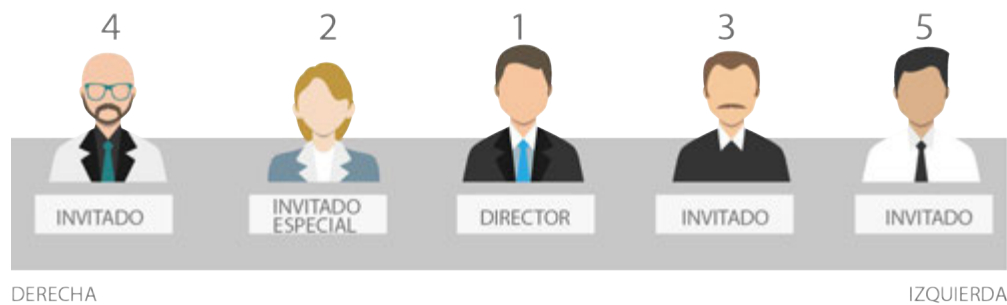 4 2 1 3 5
INVITADO
INVITADO
ESPECIAL
DIRECTOR
INVITADO
INVITADO
DERECHA
IZQUIERDA